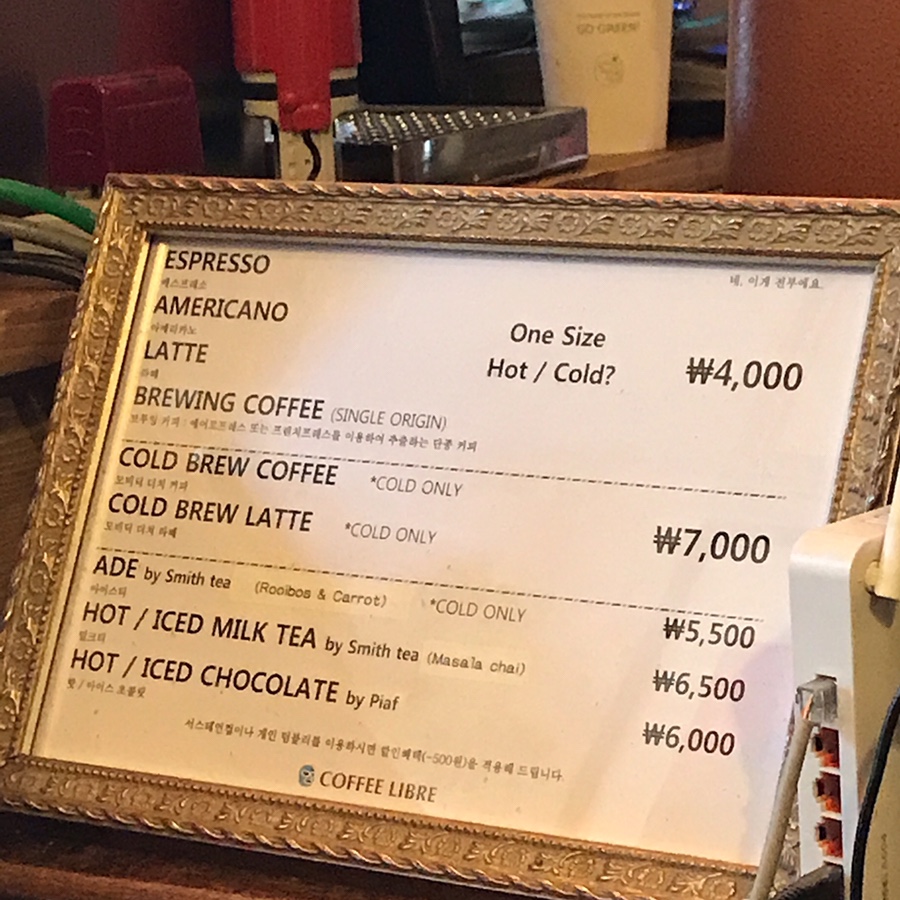 GO GREEN!
네, 이게 전부예요.
ESPRESSO
에스프레소
AMERICANO
아메리카노
LATTE
라떼
One Size
Hot / Cold?
₩4,000
BREWING COFFEE (SINGLE ORIGIN)
브루잉 커피 : 에어로프레스 또는 프렌치프레스를 이용하여 추출하는 단종 커피
COLD BREW COFFEE *COLD ONLY
모비딕 더치 커피
COLD BREW LATTE *COLD ONLY
모비딕 더치 라떼
₩7,000
ADE by Smith tea (Rooibos & Carrot) *COLD ONLY ₩5,500
아이스티
HOT / ICED MILK TEA by Smith tea (Masala chai) ₩6,500
밀크티
HOT / ICED CHOCOLATE by Piaf ₩6,000
핫 / 아이스 초콜릿
서스테인컵이나 개인 텀블러를 이용하시면 할인혜택(-500원)을 적용해 드립니다.
COFFEE LIBRE